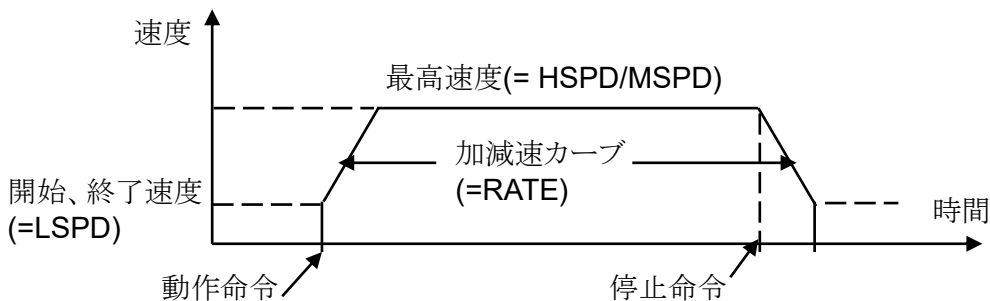 速度
最高速度(= HSPD/MSPD)
加減速カーブ
(=RATE)
開始、終了速度
(=LSPD)
時間
動作命令
停止命令